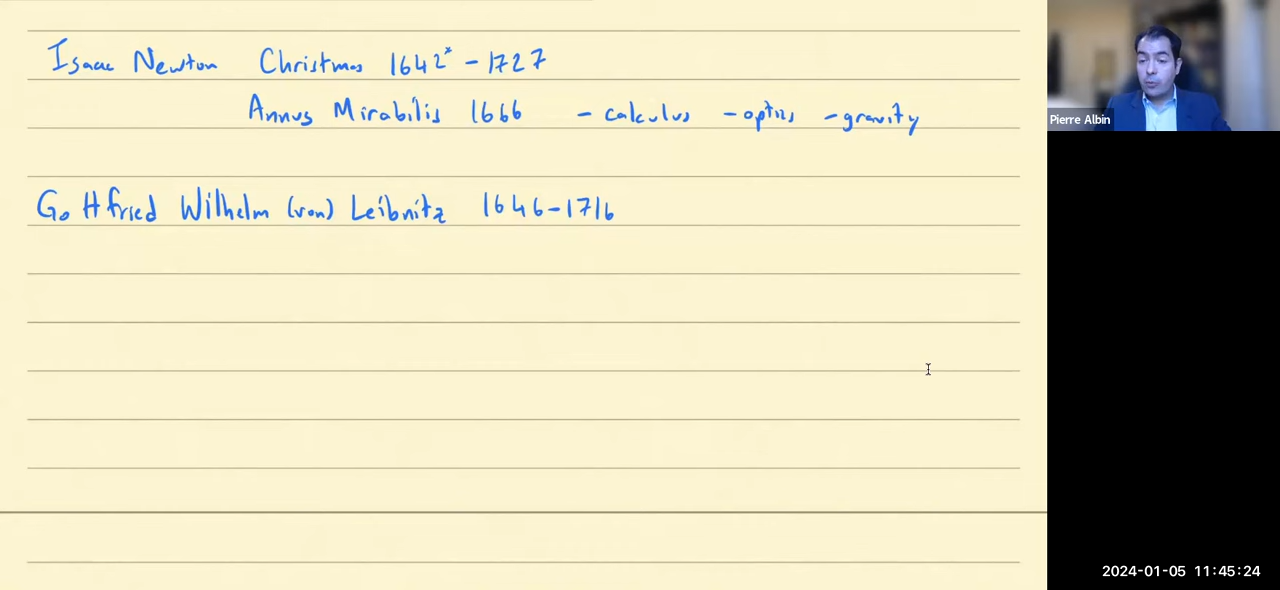 Isaac Newton Christmas 1642* - 1727
Annus Mirabilis 1666 - calculus - optics - gravity
Gottfried Wilhelm (von) Leibnitz 1646-1716
Pierre Albin
2024-01-05 11:45:24